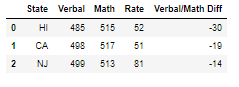 State Verbal Math Rate Verbal/Math Diff
0 HI 485 515 52 -30
1 CA 498 517 51 -19
2 NJ 499 513 81 -14